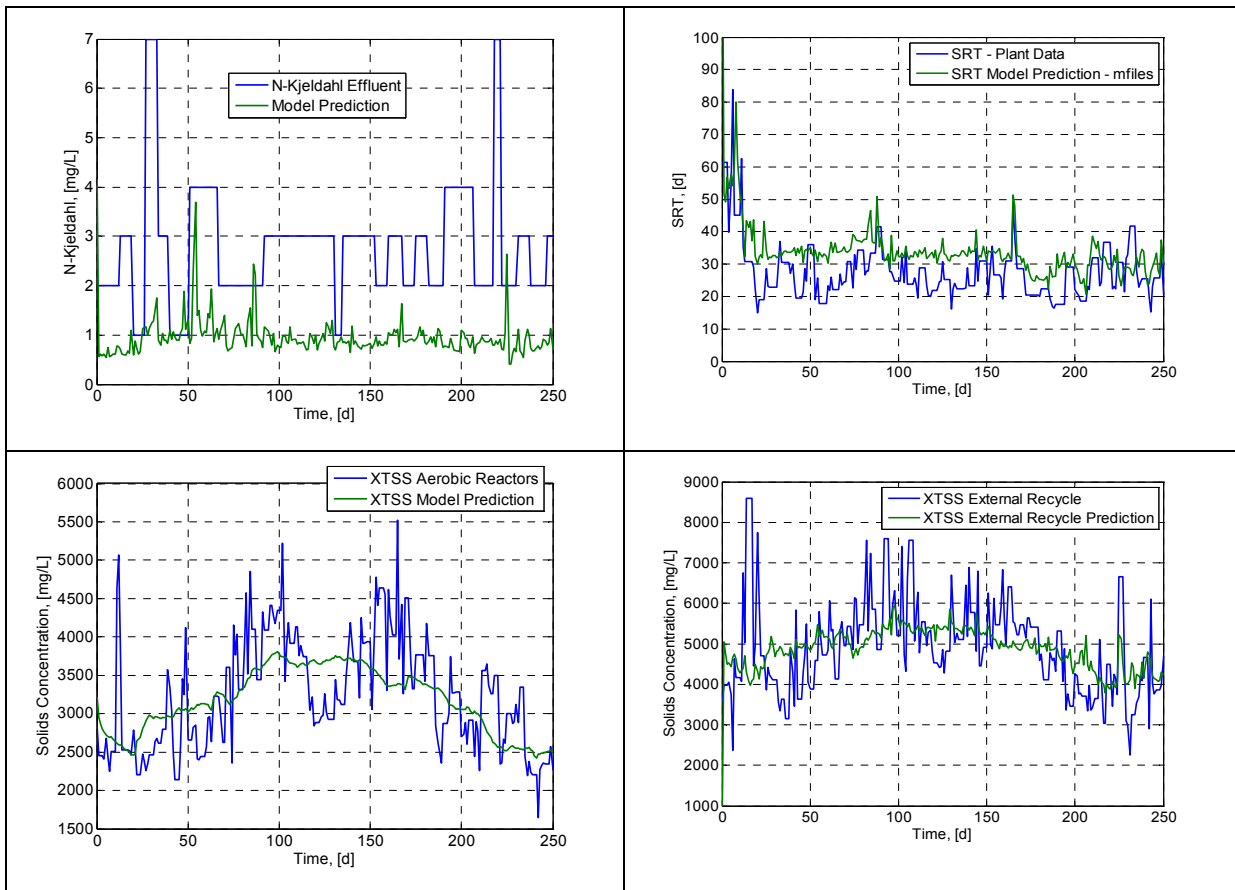 7
6
5
4
3
2
1
0
N-Kjeldahl, [mg/L]
N-Kjeldahl Effluent
Model Prediction
0 50 100 150 200 250
Time, [d]
100
90
80
70
60
50
40
30
20
10
0
SRT, [d]
SRT - Plant Data
SRT Model Prediction - mfiles
0 50 100 150 200 250
Time, [d]
6000
5500
5000
4500
4000
3500
3000
2500
2000
1500
Solids Concentration, [mg/L]
XTSS Aerobic Reactors
XTSS Model Prediction
0 50 100 150 200 250
Time, [d]
9000
8000
7000
6000
5000
4000
3000
2000
1000
Solids Concentration, [mg/L]
XTSS External Recycle
XTSS External Recycle Prediction
0 50 100 150 200 250
Time, [d]